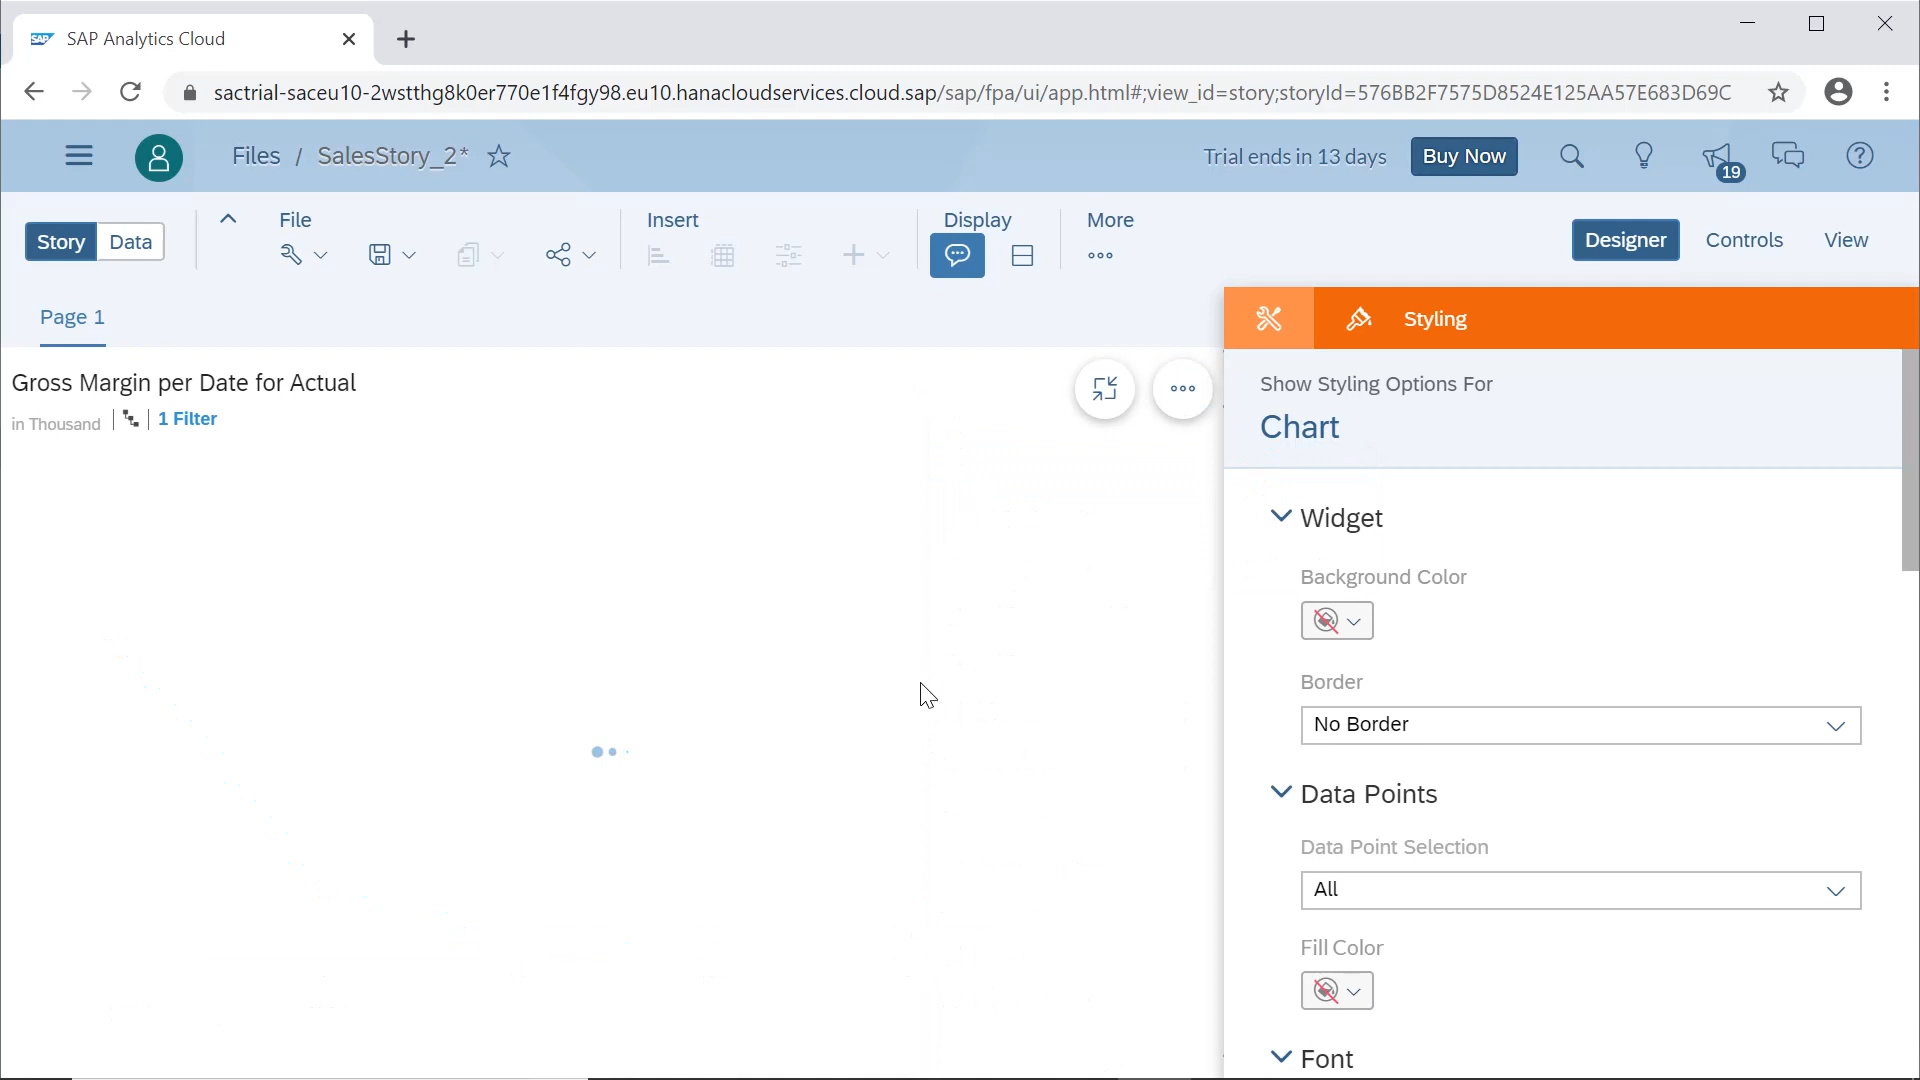 SAP SAP Analytics Cloud
sactrial-saceu10-2wstthg8k0er770e1f4fgy98.eu10.hanacloudservices.cloud.sap/sap/fpa/ui/app.html#;view_id=story;storyId=576BB2F7575D8524E125AA57E683D69C
Files / SalesStory_2*
Trial ends in 13 days
Buy Now
19
Story Data
File
Insert
Display
More
Designer
Controls
View
Page 1
Styling
Gross Margin per Date for Actual
in Thousand
1 Filter
Show Styling Options For
Chart
Widget
Background Color
Border
No Border
Data Points
Data Point Selection
All
Fill Color
Font